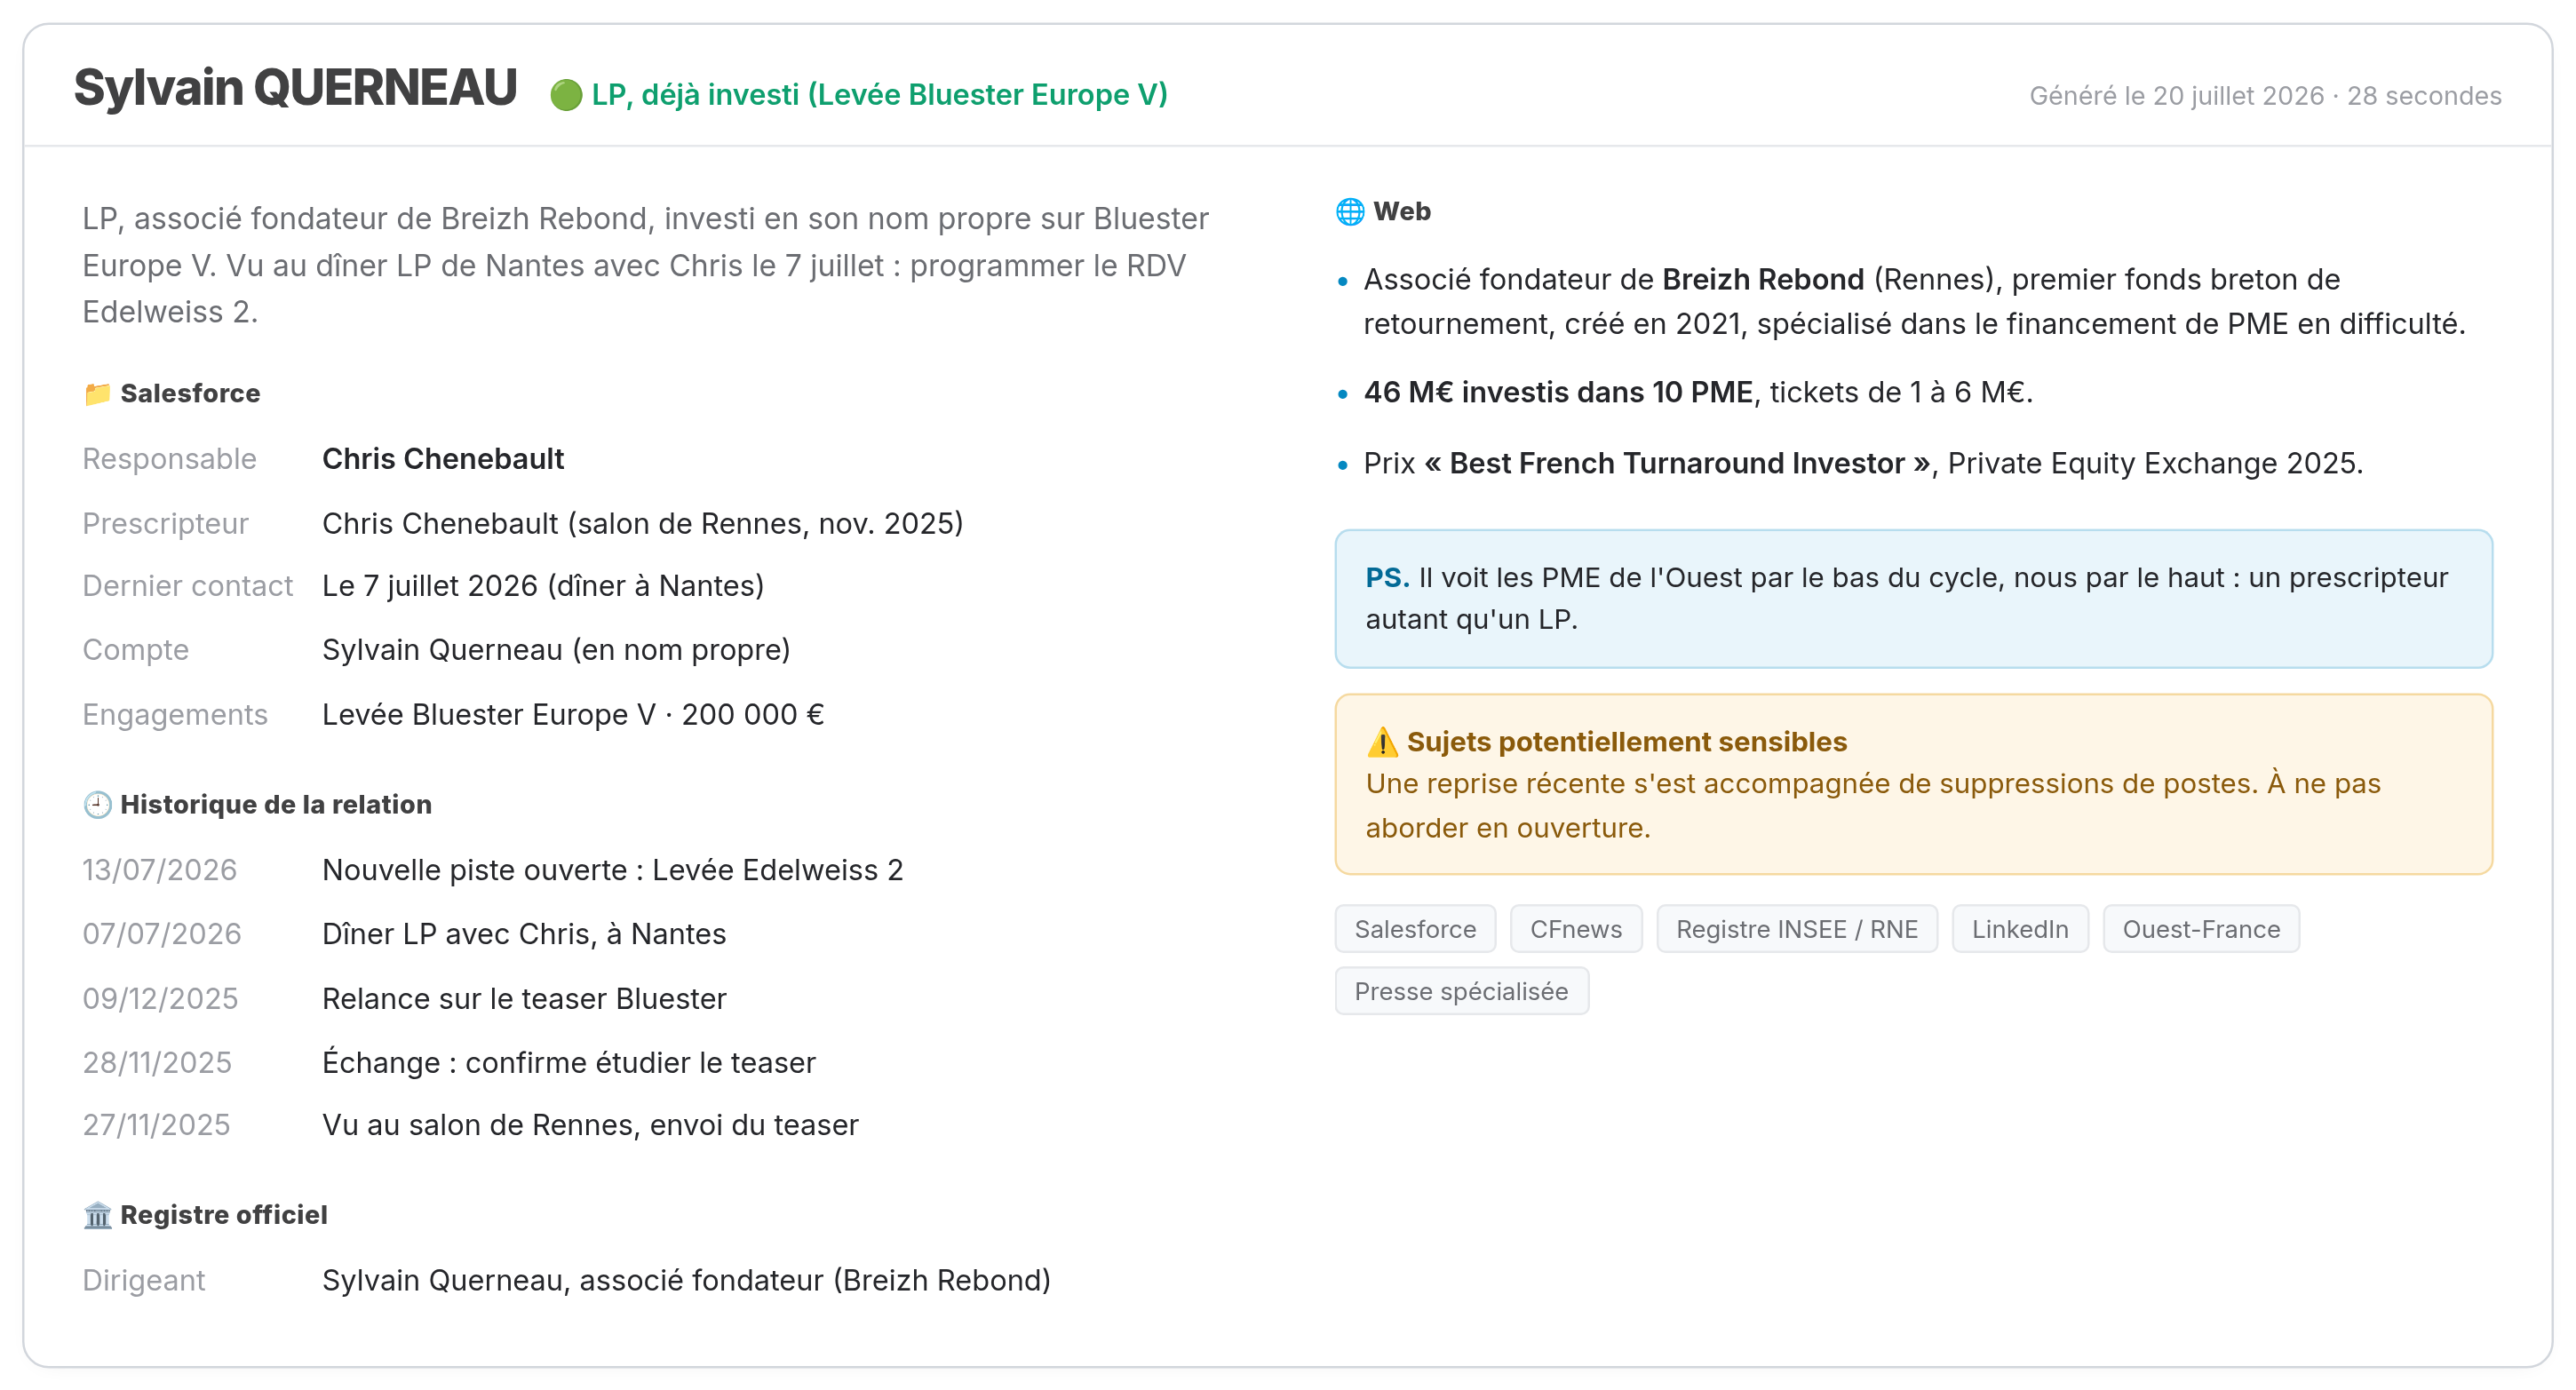 Sylvain QUERNEAU
🟢 LP, déjà investi (Levée Bluester Europe V)
Généré le 20 juillet 2026 · 28 secondes
LP, associé fondateur de Breizh Rebond, investi en son nom propre sur Bluester
Europe V. Vu au dîner LP de Nantes avec Chris le 7 juillet : programmer le RDV
Edelweiss 2.
📁 Salesforce
Responsable Chris Chenebault
Prescripteur Chris Chenebault (salon de Rennes, nov. 2025)
Dernier contact Le 7 juillet 2026 (dîner à Nantes)
Compte Sylvain Querneau (en nom propre)
Engagements Levée Bluester Europe V · 200 000 €
🕘 Historique de la relation
13/07/2026 Nouvelle piste ouverte : Levée Edelweiss 2
07/07/2026 Dîner LP avec Chris, à Nantes
09/12/2025 Relance sur le teaser Bluester
28/11/2025 Échange : confirme étudier le teaser
27/11/2025 Vu au salon de Rennes, envoi du teaser
🏛️ Registre officiel
Dirigeant Sylvain Querneau, associé fondateur (Breizh Rebond)
🌐 Web
• Associé fondateur de Breizh Rebond (Rennes), premier fonds breton de
retournement, créé en 2021, spécialisé dans le financement de PME en difficulté.
• 46 M€ investis dans 10 PME, tickets de 1 à 6 M€.
• Prix « Best French Turnaround Investor », Private Equity Exchange 2025.
PS. Il voit les PME de l'Ouest par le bas du cycle, nous par le haut : un prescripteur
autant qu'un LP.
⚠️ Sujets potentiellement sensibles
Une reprise récente s'est accompagnée de suppressions de postes. À ne pas
aborder en ouverture.
Salesforce CFnews Registre INSEE / RNE LinkedIn Ouest-France
Presse spécialisée